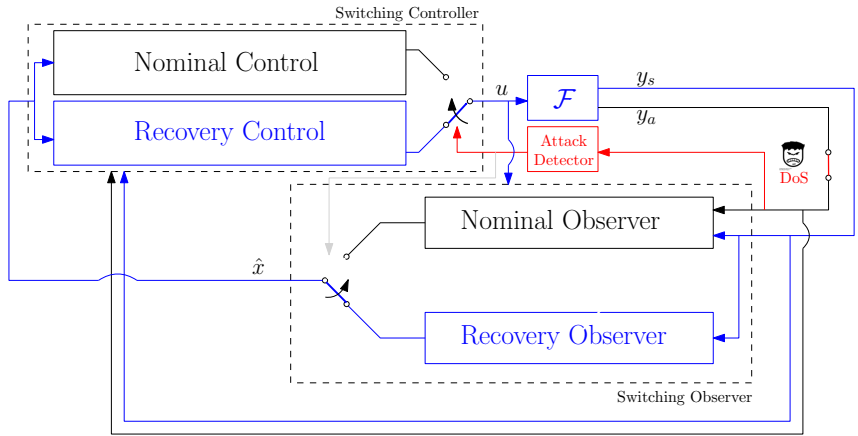 Switching Controller
Nominal Control
Recovery Control
u
𝓕
y_s
y_a
Attack
Detector
DoS
Nominal Observer
x̂
Recovery Observer
Switching Observer